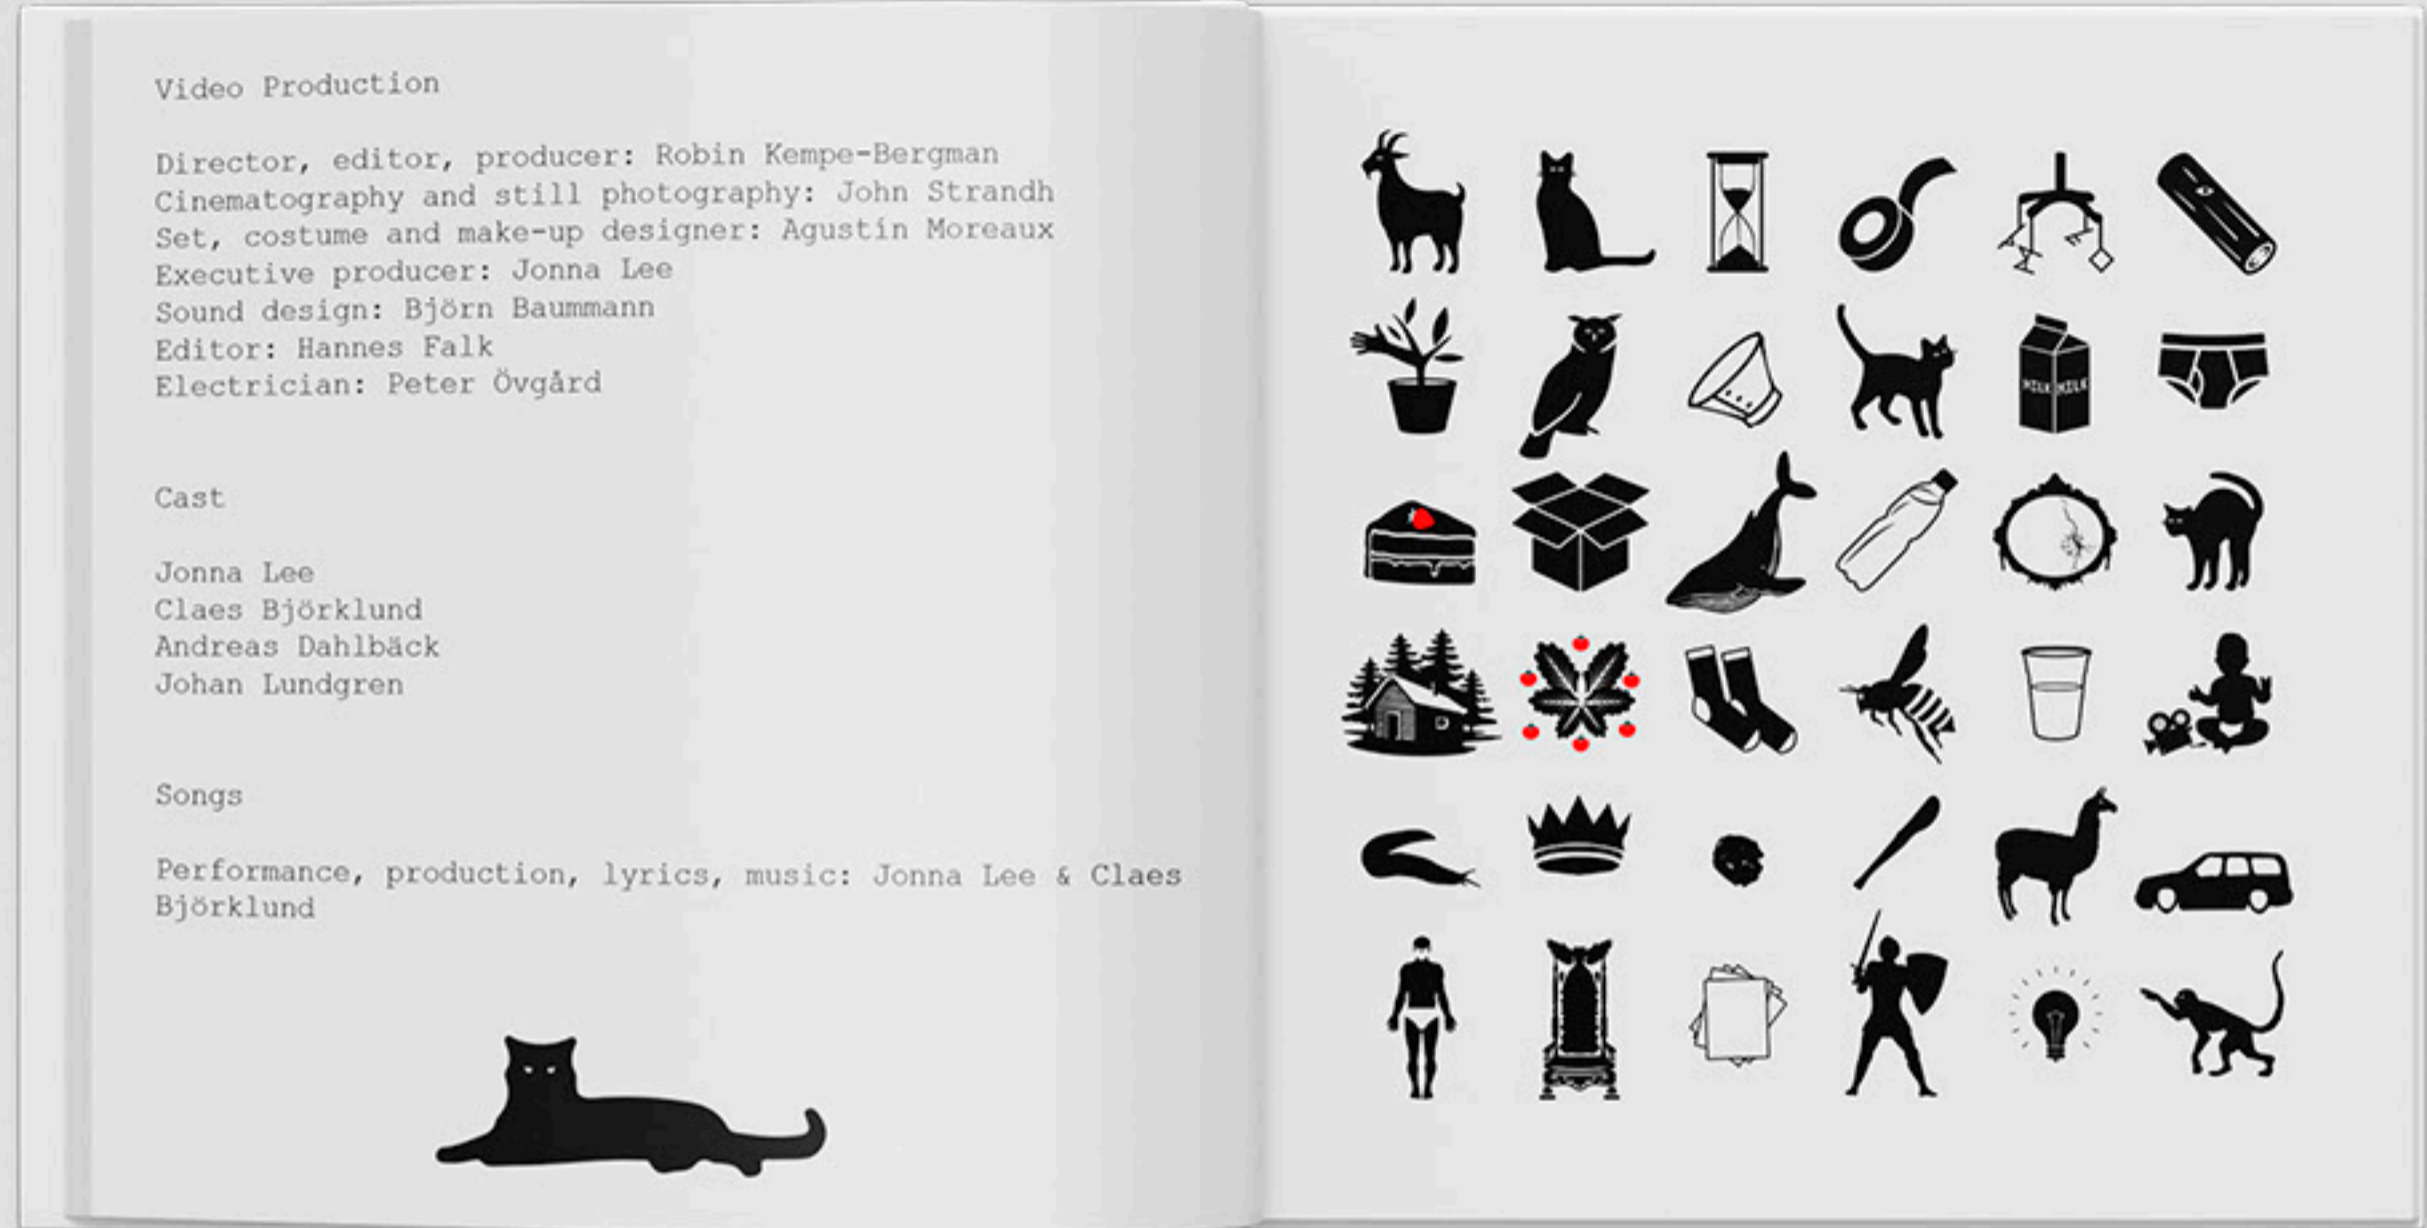 Video Production
Director, editor, producer: Robin Kempe-Bergman
Cinematography and still photography: John Strandh
Set, costume and make-up designer: Agustín Moreaux
Executive producer: Jonna Lee
Sound design: Björn Baummann
Editor: Hannes Falk
Electrician: Peter Övgård
Cast
Jonna Lee
Claes Björklund
Andreas Dahlbäck
Johan Lundgren
Songs
Performance, production, lyrics, music: Jonna Lee & Claes
Björklund
MILK MILK